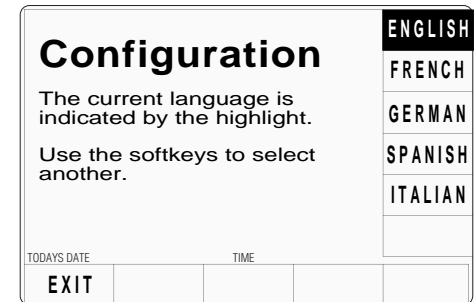 Configuration
The current language is
indicated by the highlight.
Use the softkeys to select
another.
ENGLISH
FRENCH
GERMAN
SPANISH
ITALIAN
TODAYS DATE TIME
EXIT